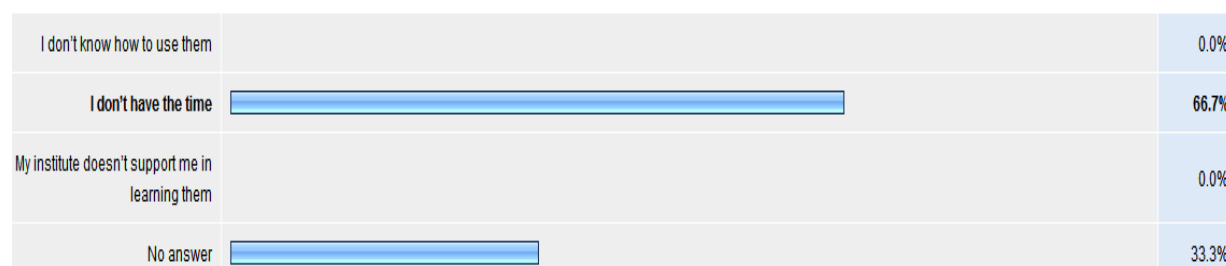 I don't know how to use them 0.0%
I don't have the time 66.7%
My institute doesn't support me in
learning them 0.0%
No answer 33.3%